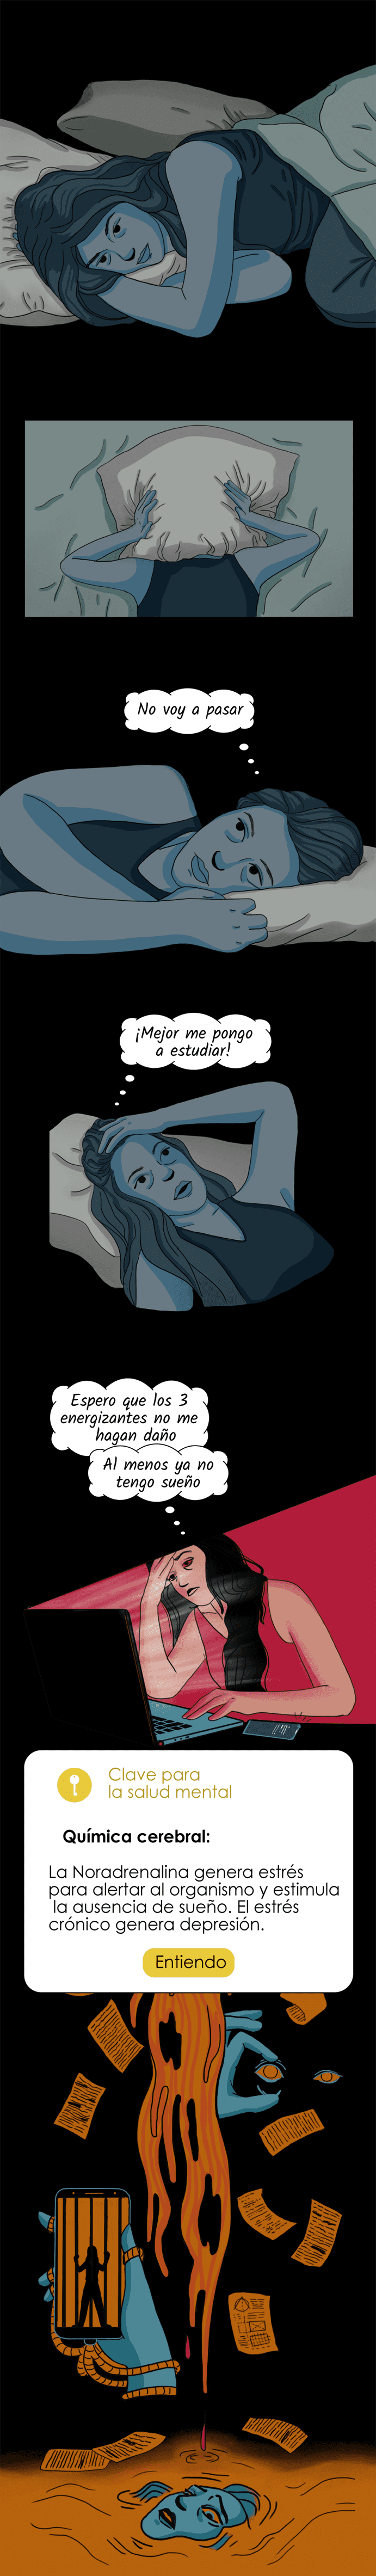 No voy a pasar
¡Mejor me pongo
a estudiar!
Espero que los 3
energizantes no me
hagan daño
Al menos ya no
tengo sueño
Clave para
la salud mental
Química cerebral:
La Noradrenalina genera estrés
para alertar al organismo y estimula
la ausencia de sueño. El estrés
crónico genera depresión.
Entiendo